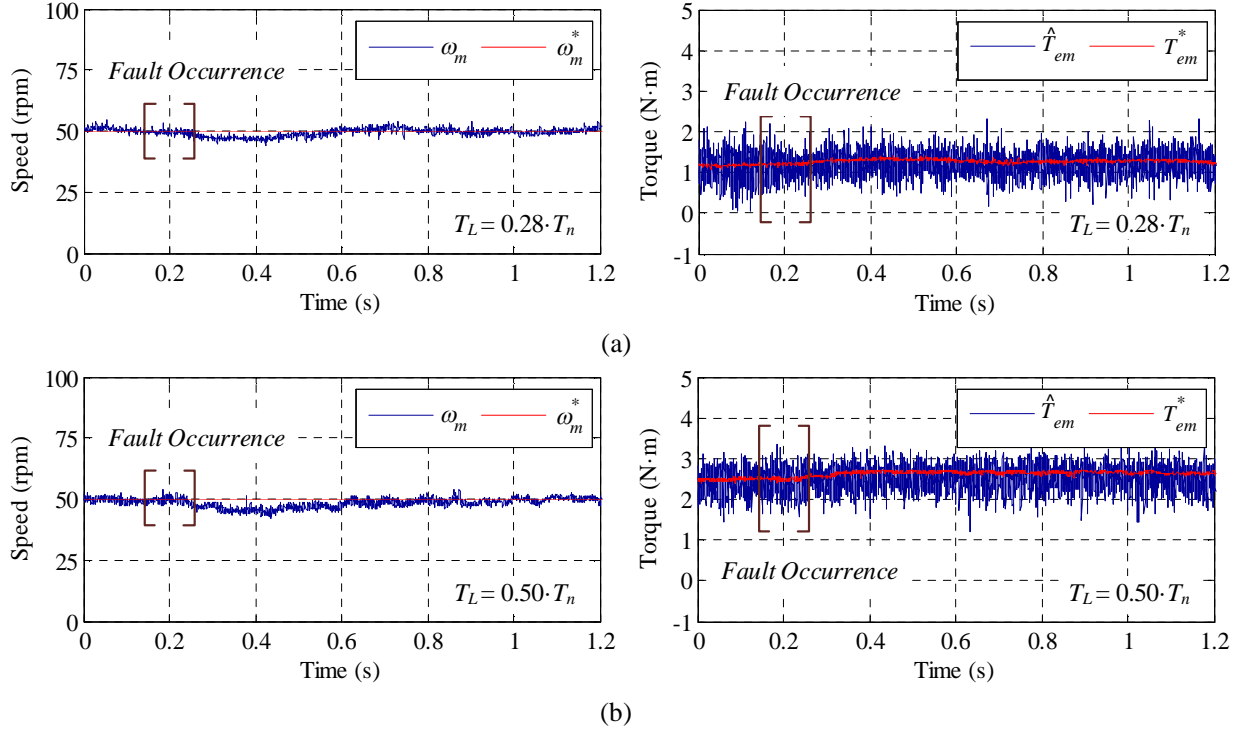 100
75
50
25
0
Speed (rpm)
ω_m ω_m^*
Fault Occurrence
T_L = 0.28·T_n
0 0.2 0.4 0.6 0.8 1 1.2
Time (s)
5
4
3
2
1
0
-1
Torque (N·m)
T̂_em T_em^*
Fault Occurrence
T_L = 0.28·T_n
0 0.2 0.4 0.6 0.8 1 1.2
Time (s)
(a)
100
75
50
25
0
Speed (rpm)
ω_m ω_m^*
Fault Occurrence
T_L = 0.50·T_n
0 0.2 0.4 0.6 0.8 1 1.2
Time (s)
5
4
3
2
1
0
-1
Torque (N·m)
T̂_em T_em^*
Fault Occurrence
T_L = 0.50·T_n
0 0.2 0.4 0.6 0.8 1 1.2
Time (s)
(b)